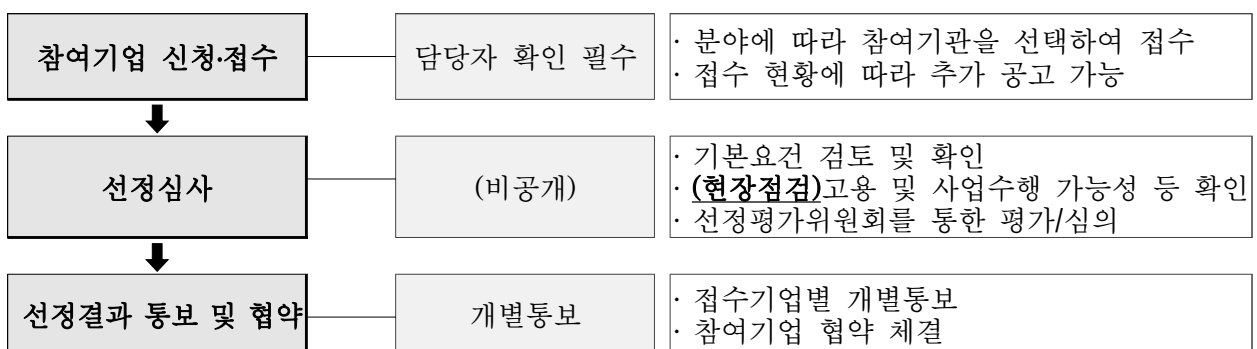 참여기업 신청·접수
담당자 확인 필수
· 분야에 따라 참여기관을 선택하여 접수
· 접수 현황에 따라 추가 공고 가능
선정심사
(비공개)
· 기본요건 검토 및 확인
· (현장점검)고용 및 사업수행 가능성 등 확인
· 선정평가위원회를 통한 평가/심의
선정결과 통보 및 협약
개별통보
· 접수기업별 개별통보
· 참여기업 협약 체결